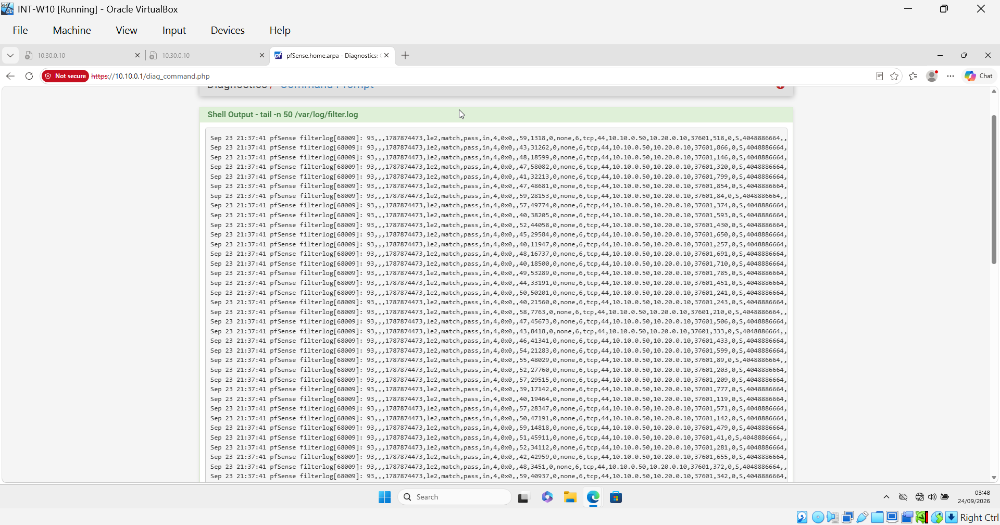 INT-W10 [Running] - Oracle VirtualBox
File Machine View Input Devices Help
10.30.0.10
10.30.0.10
pfSense.home.arpa - Diagnostics:
Not secure https://10.10.0.1/diag_command.php
Chat
Diagnostics / Command Prompt
Shell Output - tail -n 50 /var/log/filter.log
Sep 23 21:37:41 pfSense filterlog[68009]: 93,,,1787874473,le2,match,pass,in,4,0x0,,59,1318,0,none,6,tcp,44,10.10.0.50,10.20.0.10,37601,518,0,S,4048886664,,
Sep 23 21:37:41 pfSense filterlog[68009]: 93,,,1787874473,le2,match,pass,in,4,0x0,,43,31262,0,none,6,tcp,44,10.10.0.50,10.20.0.10,37601,866,0,S,4048886664,
Sep 23 21:37:41 pfSense filterlog[68009]: 93,,,1787874473,le2,match,pass,in,4,0x0,,48,18599,0,none,6,tcp,44,10.10.0.50,10.20.0.10,37601,146,0,S,4048886664,
Sep 23 21:37:41 pfSense filterlog[68009]: 93,,,1787874473,le2,match,pass,in,4,0x0,,47,58082,0,none,6,tcp,44,10.10.0.50,10.20.0.10,37601,320,0,S,4048886664,
Sep 23 21:37:41 pfSense filterlog[68009]: 93,,,1787874473,le2,match,pass,in,4,0x0,,41,32213,0,none,6,tcp,44,10.10.0.50,10.20.0.10,37601,799,0,S,4048886664,
Sep 23 21:37:41 pfSense filterlog[68009]: 93,,,1787874473,le2,match,pass,in,4,0x0,,47,48681,0,none,6,tcp,44,10.10.0.50,10.20.0.10,37601,854,0,S,4048886664,
Sep 23 21:37:41 pfSense filterlog[68009]: 93,,,1787874473,le2,match,pass,in,4,0x0,,59,28153,0,none,6,tcp,44,10.10.0.50,10.20.0.10,37601,84,0,S,4048886664,,
Sep 23 21:37:41 pfSense filterlog[68009]: 93,,,1787874473,le2,match,pass,in,4,0x0,,57,49774,0,none,6,tcp,44,10.10.0.50,10.20.0.10,37601,374,0,S,4048886664,
Sep 23 21:37:41 pfSense filterlog[68009]: 93,,,1787874473,le2,match,pass,in,4,0x0,,40,38205,0,none,6,tcp,44,10.10.0.50,10.20.0.10,37601,593,0,S,4048886664,
Sep 23 21:37:41 pfSense filterlog[68009]: 93,,,1787874473,le2,match,pass,in,4,0x0,,52,44058,0,none,6,tcp,44,10.10.0.50,10.20.0.10,37601,430,0,S,4048886664,
Sep 23 21:37:41 pfSense filterlog[68009]: 93,,,1787874473,le2,match,pass,in,4,0x0,,45,29584,0,none,6,tcp,44,10.10.0.50,10.20.0.10,37601,650,0,S,4048886664,
Sep 23 21:37:41 pfSense filterlog[68009]: 93,,,1787874473,le2,match,pass,in,4,0x0,,40,11947,0,none,6,tcp,44,10.10.0.50,10.20.0.10,37601,257,0,S,4048886664,
Sep 23 21:37:41 pfSense filterlog[68009]: 93,,,1787874473,le2,match,pass,in,4,0x0,,48,16737,0,none,6,tcp,44,10.10.0.50,10.20.0.10,37601,691,0,S,4048886664,
Sep 23 21:37:41 pfSense filterlog[68009]: 93,,,1787874473,le2,match,pass,in,4,0x0,,40,18500,0,none,6,tcp,44,10.10.0.50,10.20.0.10,37601,710,0,S,4048886664,
Sep 23 21:37:41 pfSense filterlog[68009]: 93,,,1787874473,le2,match,pass,in,4,0x0,,49,53289,0,none,6,tcp,44,10.10.0.50,10.20.0.10,37601,785,0,S,4048886664,
Sep 23 21:37:41 pfSense filterlog[68009]: 93,,,1787874473,le2,match,pass,in,4,0x0,,44,33191,0,none,6,tcp,44,10.10.0.50,10.20.0.10,37601,451,0,S,4048886664,
Sep 23 21:37:41 pfSense filterlog[68009]: 93,,,1787874473,le2,match,pass,in,4,0x0,,50,50201,0,none,6,tcp,44,10.10.0.50,10.20.0.10,37601,241,0,S,4048886664,
Sep 23 21:37:41 pfSense filterlog[68009]: 93,,,1787874473,le2,match,pass,in,4,0x0,,40,21560,0,none,6,tcp,44,10.10.0.50,10.20.0.10,37601,243,0,S,4048886664,
Sep 23 21:37:41 pfSense filterlog[68009]: 93,,,1787874473,le2,match,pass,in,4,0x0,,58,7763,0,none,6,tcp,44,10.10.0.50,10.20.0.10,37601,210,0,S,4048886664,,
Sep 23 21:37:41 pfSense filterlog[68009]: 93,,,1787874473,le2,match,pass,in,4,0x0,,47,45673,0,none,6,tcp,44,10.10.0.50,10.20.0.10,37601,506,0,S,4048886664,
Sep 23 21:37:41 pfSense filterlog[68009]: 93,,,1787874473,le2,match,pass,in,4,0x0,,43,8418,0,none,6,tcp,44,10.10.0.50,10.20.0.10,37601,333,0,S,4048886664,,
Sep 23 21:37:41 pfSense filterlog[68009]: 93,,,1787874473,le2,match,pass,in,4,0x0,,46,41341,0,none,6,tcp,44,10.10.0.50,10.20.0.10,37601,433,0,S,4048886664,
Sep 23 21:37:41 pfSense filterlog[68009]: 93,,,1787874473,le2,match,pass,in,4,0x0,,54,21283,0,none,6,tcp,44,10.10.0.50,10.20.0.10,37601,599,0,S,4048886664,
Sep 23 21:37:41 pfSense filterlog[68009]: 93,,,1787874473,le2,match,pass,in,4,0x0,,55,48029,0,none,6,tcp,44,10.10.0.50,10.20.0.10,37601,89,0,S,4048886664,,
Sep 23 21:37:41 pfSense filterlog[68009]: 93,,,1787874473,le2,match,pass,in,4,0x0,,52,27760,0,none,6,tcp,44,10.10.0.50,10.20.0.10,37601,203,0,S,4048886664,
Sep 23 21:37:41 pfSense filterlog[68009]: 93,,,1787874473,le2,match,pass,in,4,0x0,,57,29515,0,none,6,tcp,44,10.10.0.50,10.20.0.10,37601,209,0,S,4048886664,
Sep 23 21:37:41 pfSense filterlog[68009]: 93,,,1787874473,le2,match,pass,in,4,0x0,,39,17142,0,none,6,tcp,44,10.10.0.50,10.20.0.10,37601,777,0,S,4048886664,
Sep 23 21:37:41 pfSense filterlog[68009]: 93,,,1787874473,le2,match,pass,in,4,0x0,,40,19464,0,none,6,tcp,44,10.10.0.50,10.20.0.10,37601,119,0,S,4048886664,
Sep 23 21:37:41 pfSense filterlog[68009]: 93,,,1787874473,le2,match,pass,in,4,0x0,,57,28347,0,none,6,tcp,44,10.10.0.50,10.20.0.10,37601,571,0,S,4048886664,
Sep 23 21:37:41 pfSense filterlog[68009]: 93,,,1787874473,le2,match,pass,in,4,0x0,,50,47191,0,none,6,tcp,44,10.10.0.50,10.20.0.10,37601,142,0,S,4048886664,
Sep 23 21:37:41 pfSense filterlog[68009]: 93,,,1787874473,le2,match,pass,in,4,0x0,,59,14818,0,none,6,tcp,44,10.10.0.50,10.20.0.10,37601,479,0,S,4048886664,
Sep 23 21:37:41 pfSense filterlog[68009]: 93,,,1787874473,le2,match,pass,in,4,0x0,,51,45911,0,none,6,tcp,44,10.10.0.50,10.20.0.10,37601,41,0,S,4048886664,,
Sep 23 21:37:41 pfSense filterlog[68009]: 93,,,1787874473,le2,match,pass,in,4,0x0,,52,34112,0,none,6,tcp,44,10.10.0.50,10.20.0.10,37601,281,0,S,4048886664,
Sep 23 21:37:41 pfSense filterlog[68009]: 93,,,1787874473,le2,match,pass,in,4,0x0,,42,42959,0,none,6,tcp,44,10.10.0.50,10.20.0.10,37601,655,0,S,4048886664,
Sep 23 21:37:41 pfSense filterlog[68009]: 93,,,1787874473,le2,match,pass,in,4,0x0,,48,3451,0,none,6,tcp,44,10.10.0.50,10.20.0.10,37601,372,0,S,4048886664,,
Sep 23 21:37:41 pfSense filterlog[68009]: 93,,,1787874473,le2,match,pass,in,4,0x0,,59,40937,0,none,6,tcp,44,10.10.0.50,10.20.0.10,37601,342,0,S,4048886664,
Search
03:48
24/09/2026
Right Ctrl